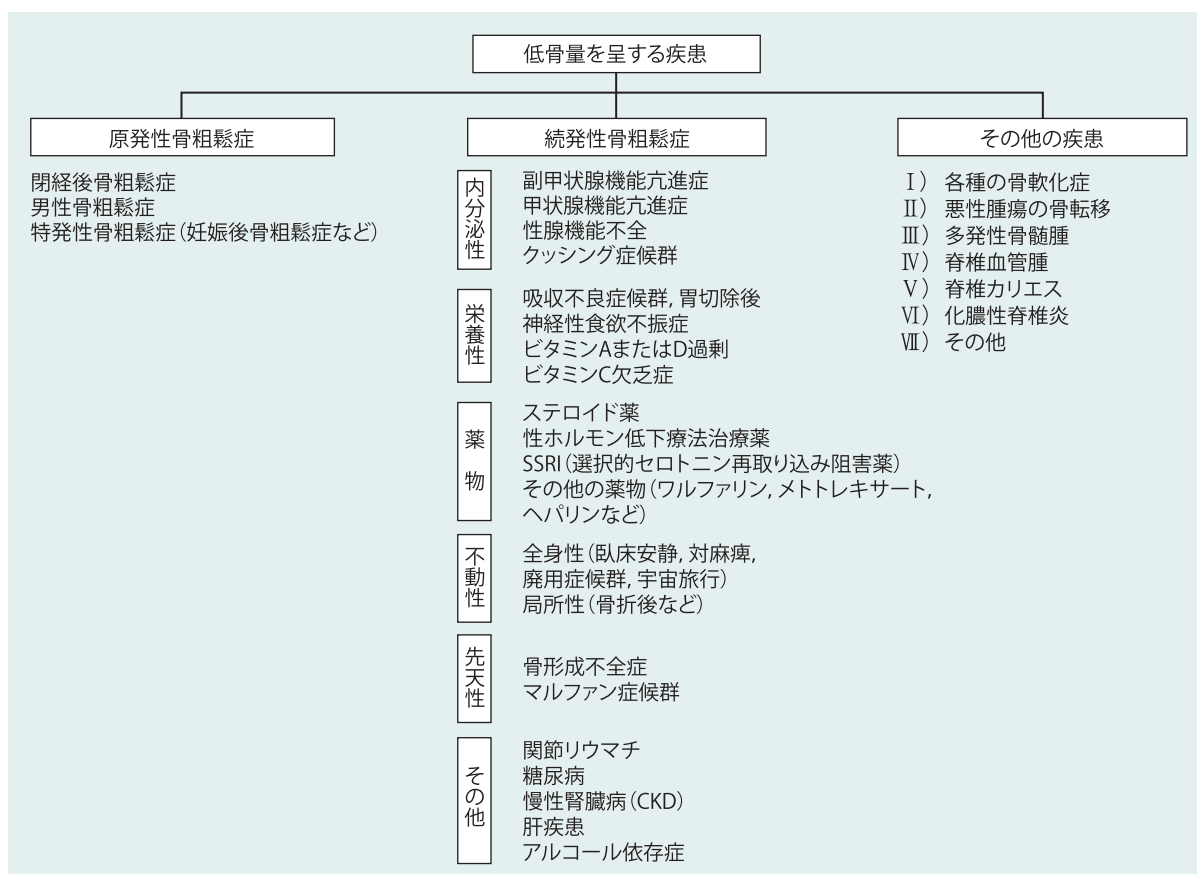 低骨量を呈する疾患
原発性骨粗鬆症
閉経後骨粗鬆症
男性骨粗鬆症
特発性骨粗鬆症(妊娠後骨粗鬆症など)
続発性骨粗鬆症
内分泌性
副甲状腺機能亢進症
甲状腺機能亢進症
性腺機能不全
クッシング症候群
栄養性
吸収不良症候群, 胃切除後
神経性食欲不振症
ビタミンAまたはD過剰
ビタミンC欠乏症
薬物
ステロイド薬
性ホルモン低下療法治療薬
SSRI(選択的セロトニン再取り込み阻害薬)
その他の薬物(ワルファリン, メトトレキサート,
ヘパリンなど)
不動性
全身性(臥床安静, 対麻痺,
廃用症候群, 宇宙旅行)
局所性(骨折後など)
先天性
骨形成不全症
マルファン症候群
その他
関節リウマチ
糖尿病
慢性腎臓病(CKD)
肝疾患
アルコール依存症
その他の疾患
Ⅰ) 各種の骨軟化症
Ⅱ) 悪性腫瘍の骨転移
Ⅲ) 多発性骨髄腫
Ⅳ) 脊椎血管腫
Ⅴ) 脊椎カリエス
Ⅵ) 化膿性脊椎炎
Ⅶ) その他